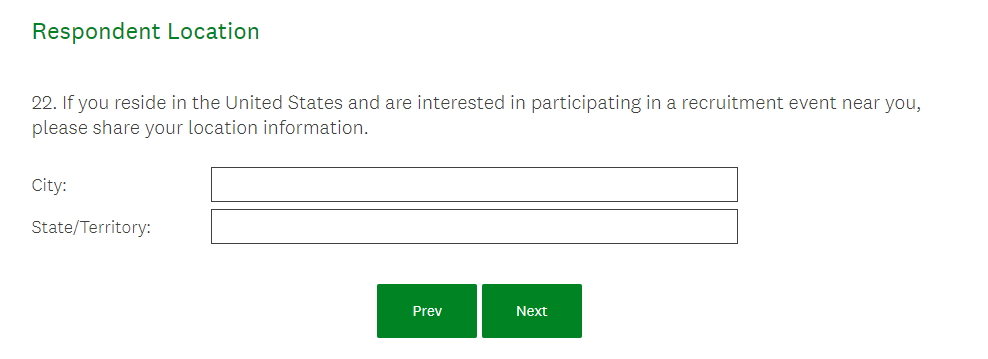 Respondent Location
22. If you reside in the United States and are interested in participating in a recruitment event near you,
please share your location information.
City:
State/Territory:
Prev
Next